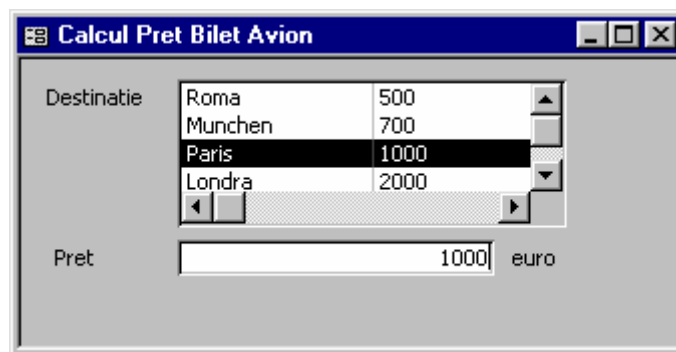 Calcul Pret Bilet Avion
Destinatie
Roma 500
Munchen 700
Paris 1000
Londra 2000
Pret 1000 euro